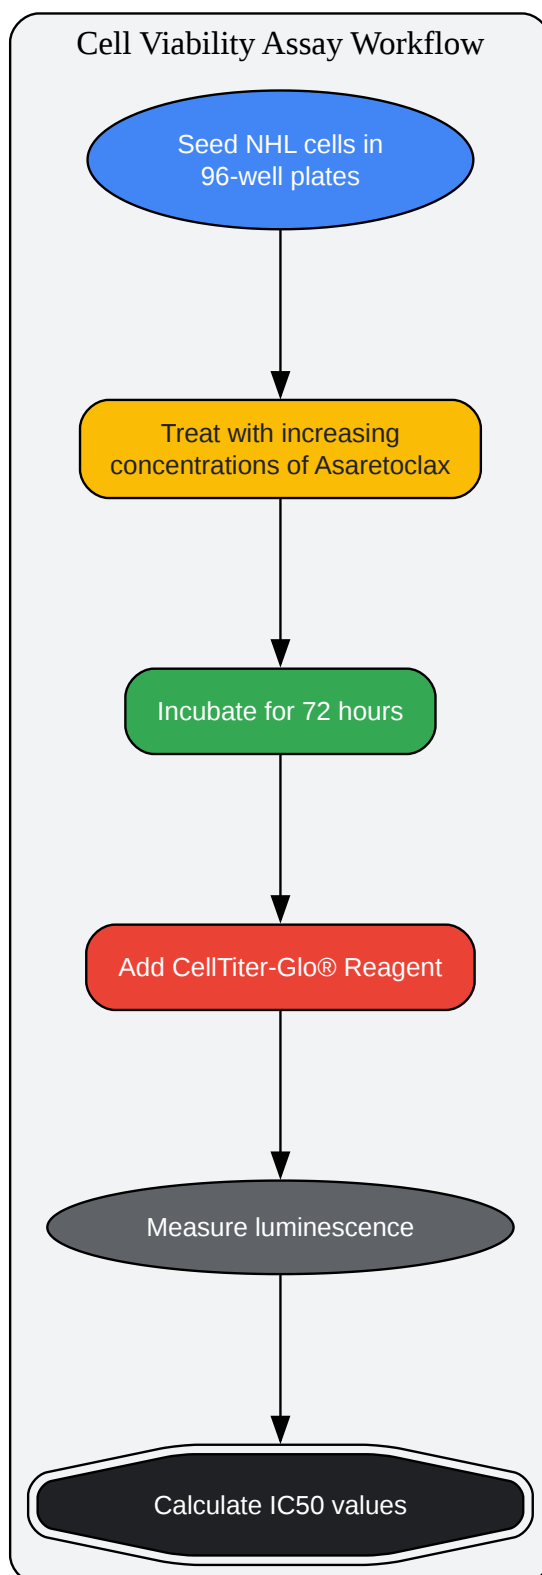 Cell Viability Assay Workflow
Seed NHL cells in
96-well plates
Treat with increasing
concentrations of Asaretoclax
Incubate for 72 hours
Add CellTiter-Glo® Reagent
Measure luminescence
Calculate IC50 values